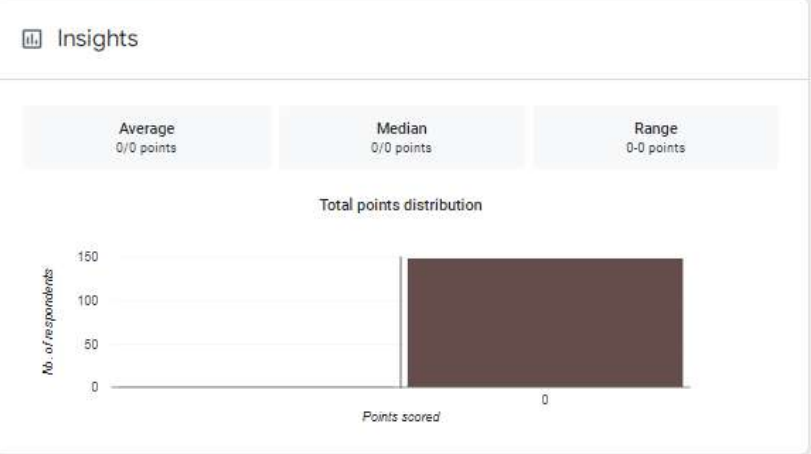 Insights
Average
0/0 points
Median
0/0 points
Range
0-0 points
Total points distribution
Nb. of respondents
150
100
50
0
0
Points scored